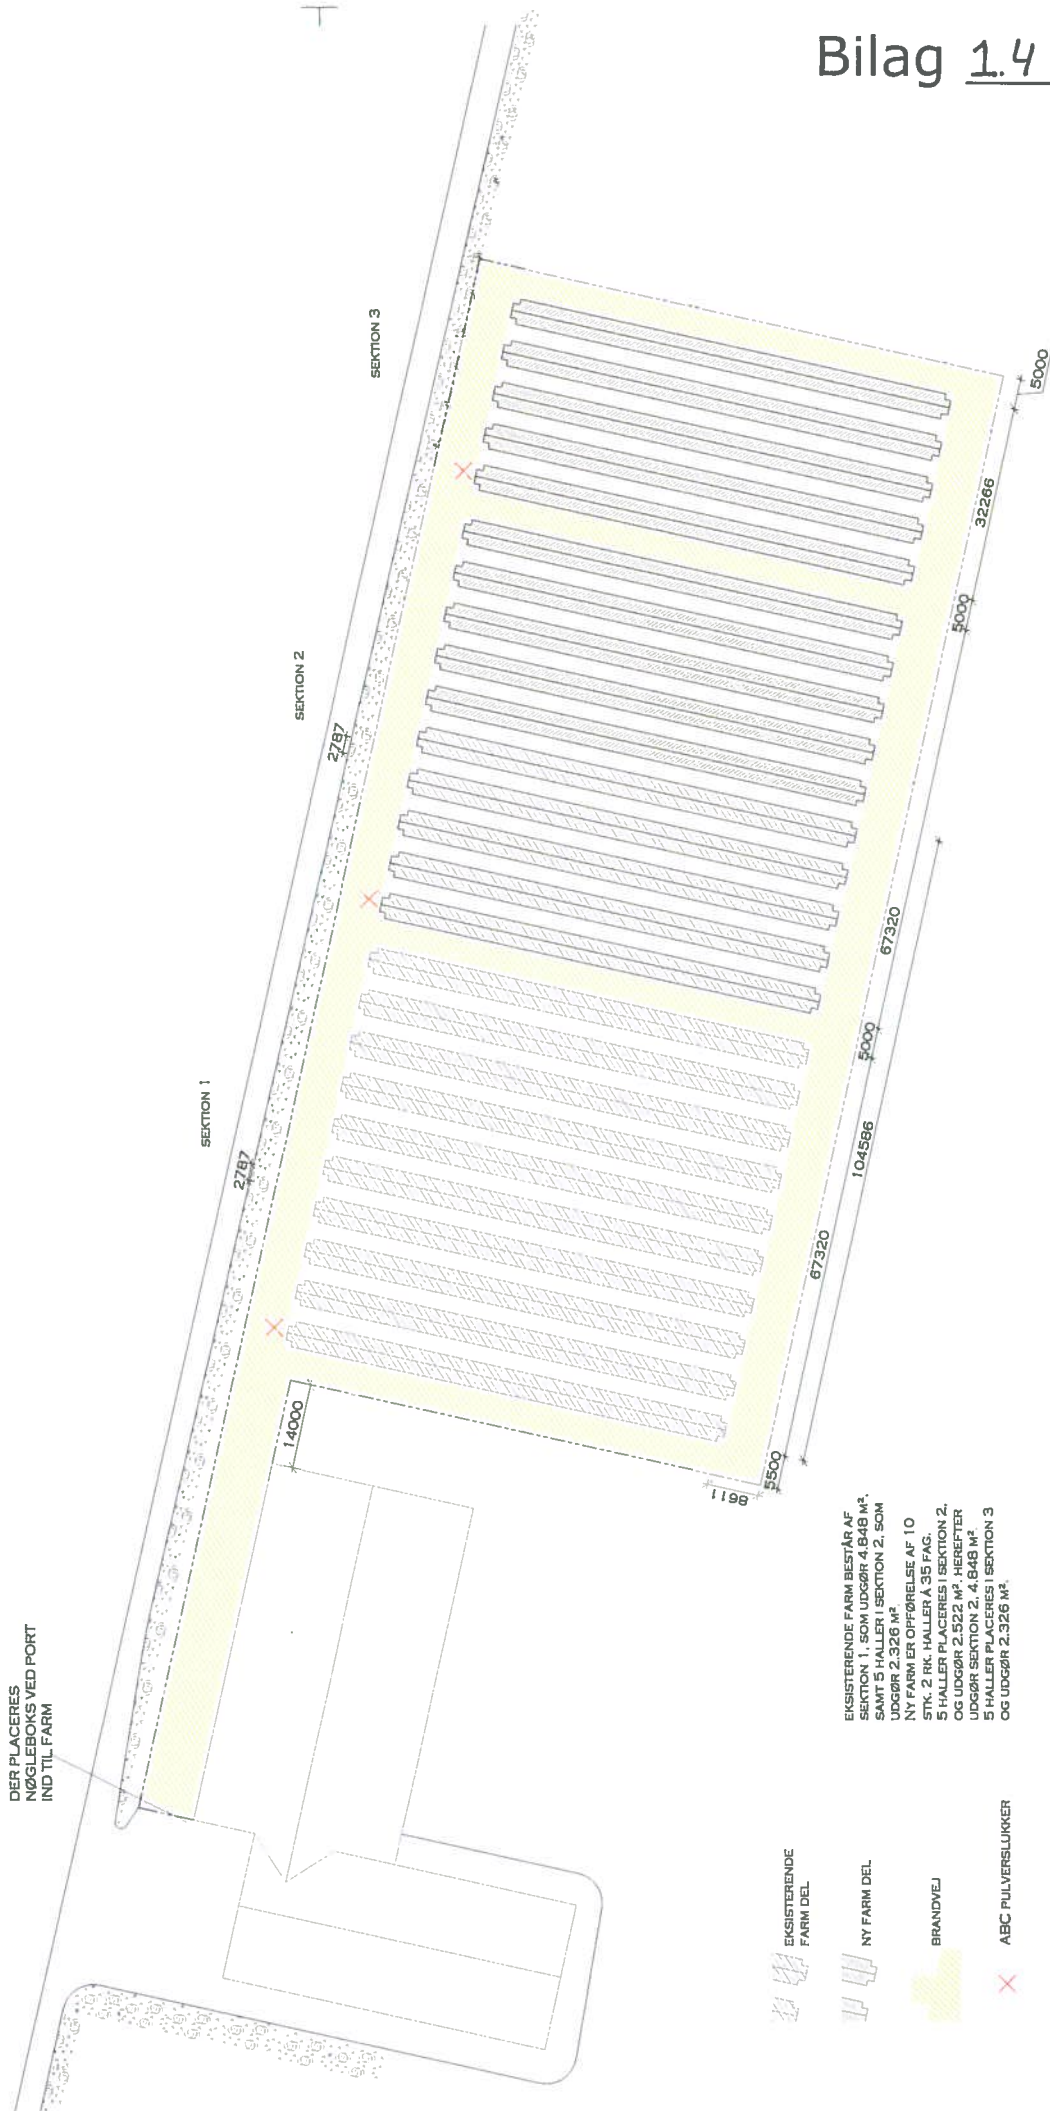 Bilag 1.4
DER PLACERES
NØGLEBOKS VED PORT
IND TIL FARM
SEKTION 1
SEKTION 2
SEKTION 3
2787
2787
14000
1198
5500
67320
104586
5000
67320
5000
32266
5000
EKSISTERENDE FARM BESTÅR AF
SEKTION 1, SOM UDGØR 4.848 M².
SAMT 5 HALLER I SEKTION 2, SOM
UDGØR 2.326 M².
NY FARM ER OPFØRELSE AF 10
STK. 2 RK. HALLER Á 35 FAG.
5 HALLER PLACERES I SEKTION 2,
OG UDGØR 2.522 M². HEREFTER
UDGØR SEKTION 2, 4.848 M².
5 HALLER PLACERES I SEKTION 3
OG UDGØR 2.326 M².
EKSISTERENDE
FARM DEL
NY FARM DEL
BRANDVEJ
ABC PULVERSLUKKER